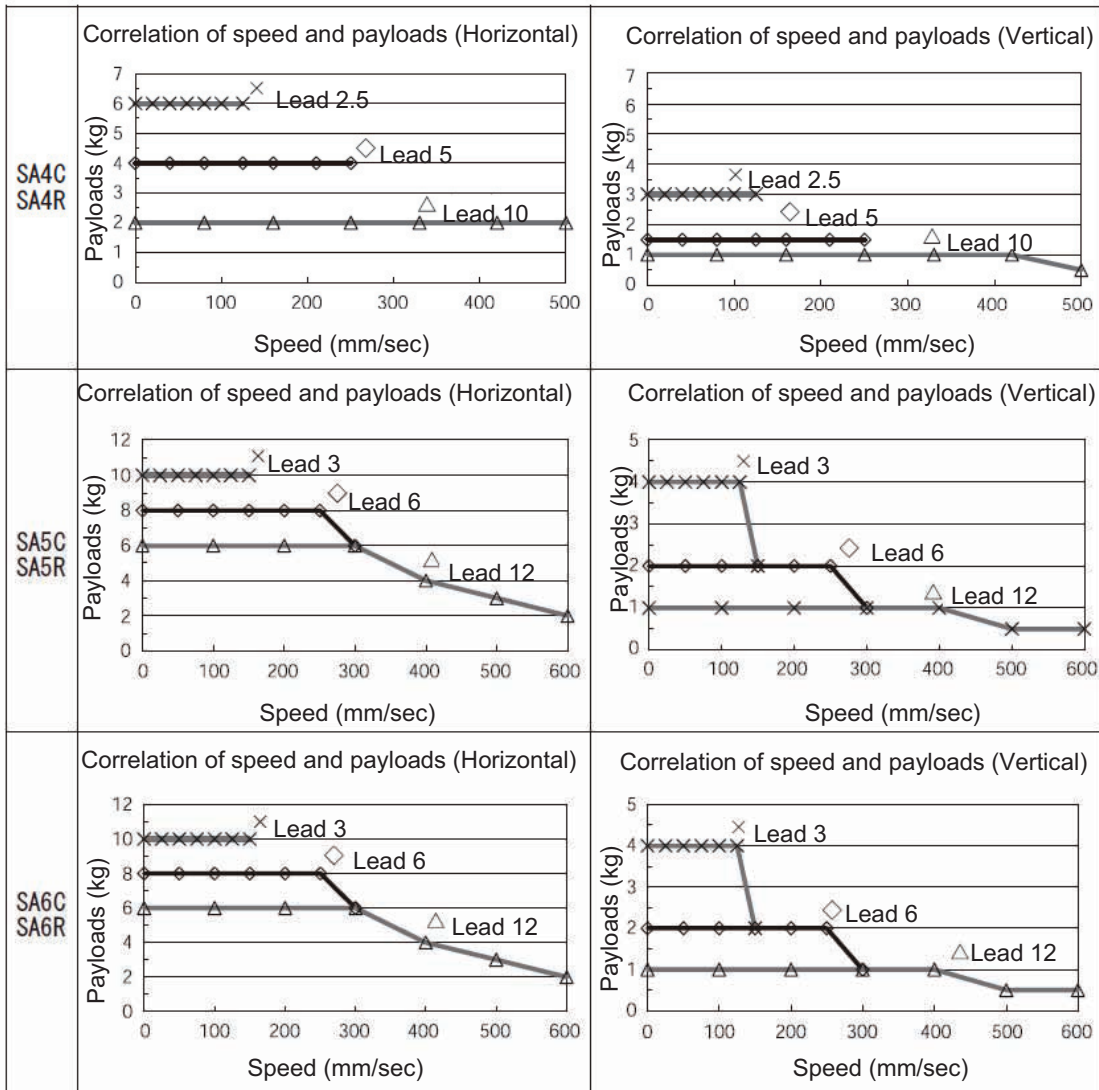 SA4C
SA4R
Correlation of speed and payloads (Horizontal)
Payloads (kg)
7
6
5
4
3
2
1
0
Lead 2.5
Lead 5
Lead 10
0 100 200 300 400 500
Speed (mm/sec)
Correlation of speed and payloads (Vertical)
Payloads (kg)
7
6
5
4
3
2
1
0
Lead 2.5
Lead 5
Lead 10
0 100 200 300 400 500
Speed (mm/sec)
SA5C
SA5R
Correlation of speed and payloads (Horizontal)
Payloads (kg)
12
10
8
6
4
2
0
Lead 3
Lead 6
Lead 12
0 100 200 300 400 500 600
Speed (mm/sec)
Correlation of speed and payloads (Vertical)
Payloads (kg)
5
4
3
2
1
0
Lead 3
Lead 6
Lead 12
0 100 200 300 400 500 600
Speed (mm/sec)
SA6C
SA6R
Correlation of speed and payloads (Horizontal)
Payloads (kg)
12
10
8
6
4
2
0
Lead 3
Lead 6
Lead 12
0 100 200 300 400 500 600
Speed (mm/sec)
Correlation of speed and payloads (Vertical)
Payloads (kg)
5
4
3
2
1
0
Lead 3
Lead 6
Lead 12
0 100 200 300 400 500 600
Speed (mm/sec)